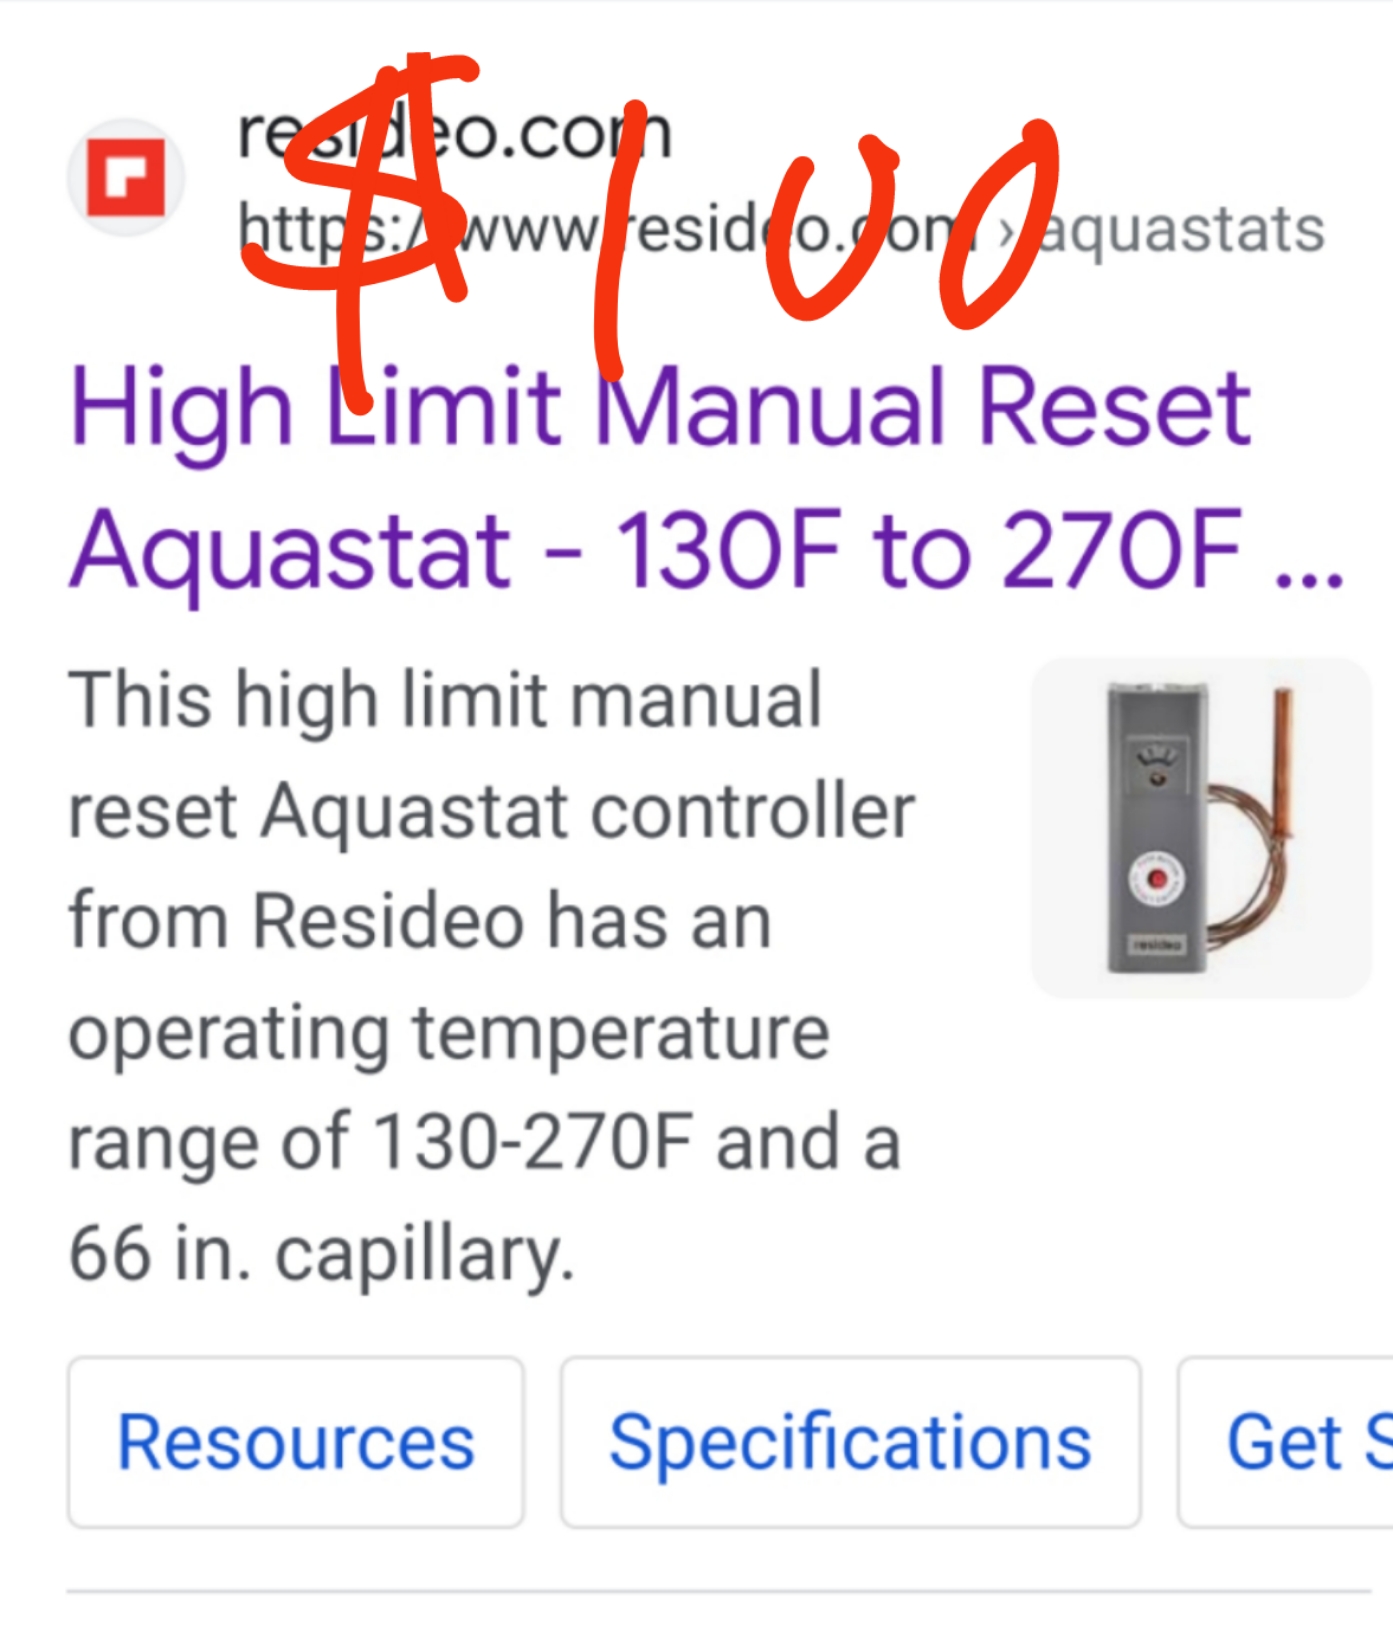 $100
resideo.com
https://www.resideo.com › aquastats
High Limit Manual Reset
Aquastat - 130F to 270F ...
This high limit manual
reset Aquastat controller
from Resideo has an
operating temperature
range of 130-270F and a
66 in. capillary.
resideo
Resources
Specifications
Get S